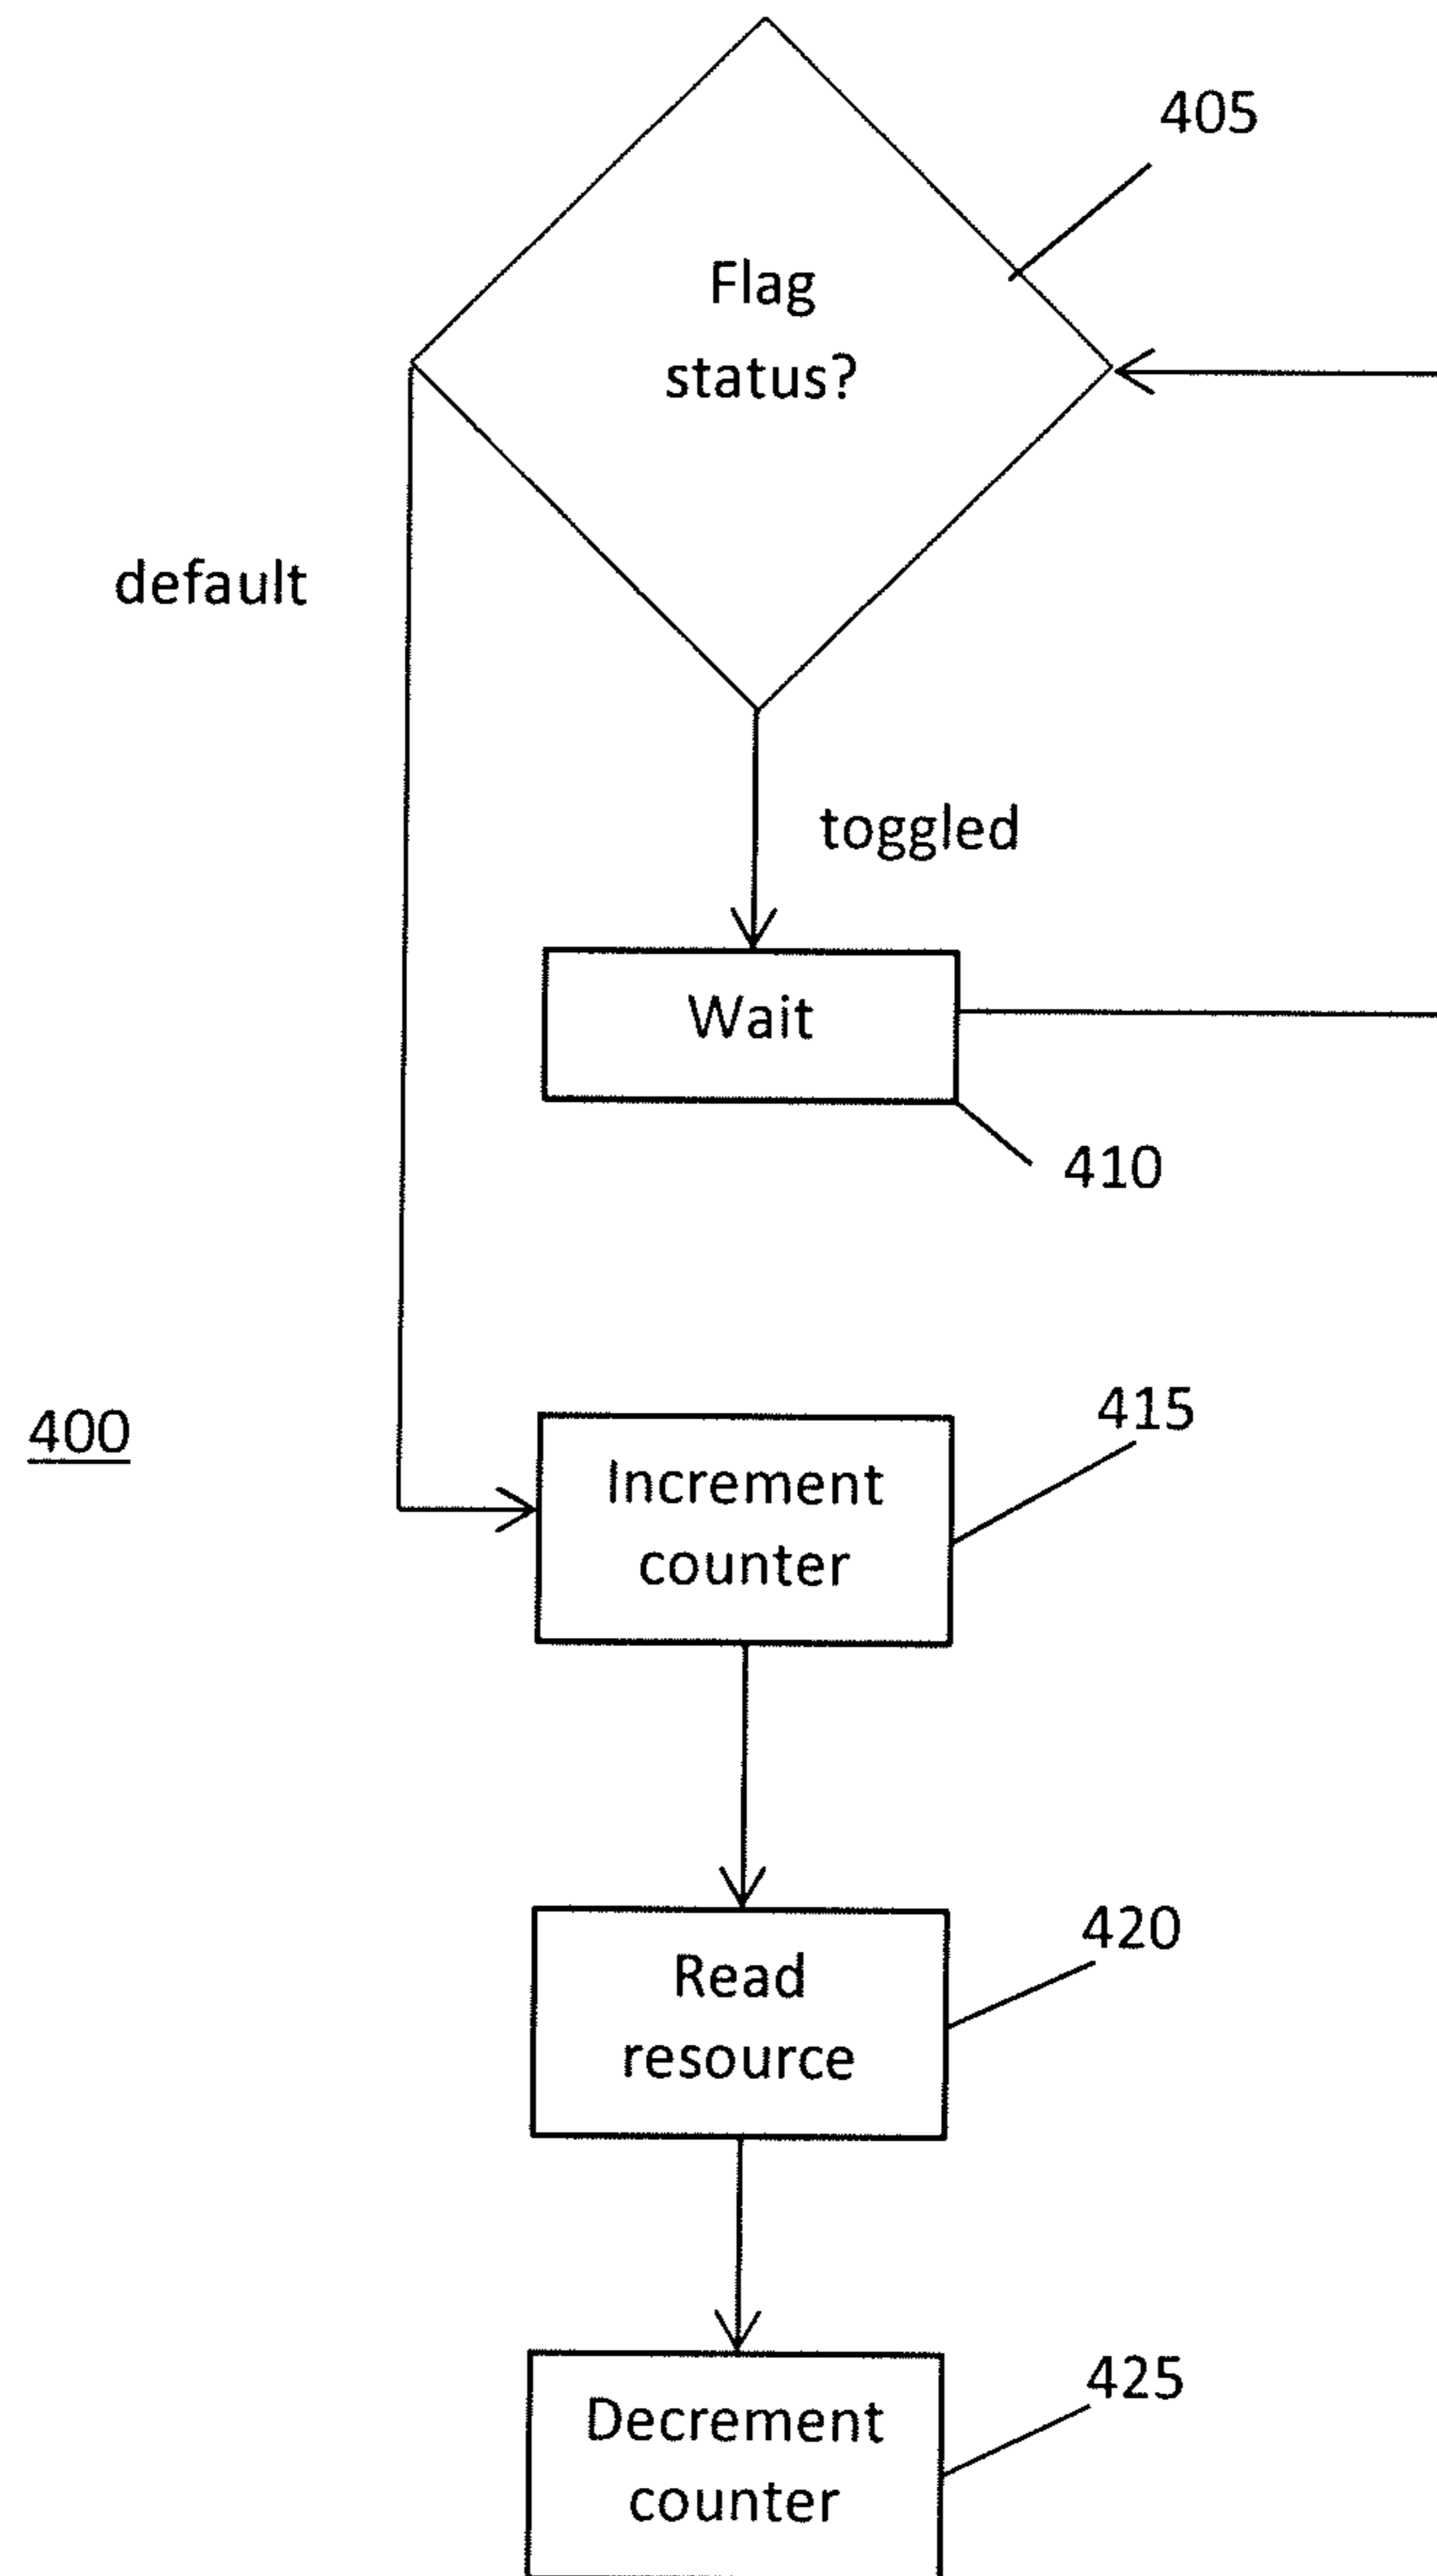 405
Flag
status?
default
toggled
Wait
410
400
415
Increment
counter
420
Read
resource
425
Decrement
counter